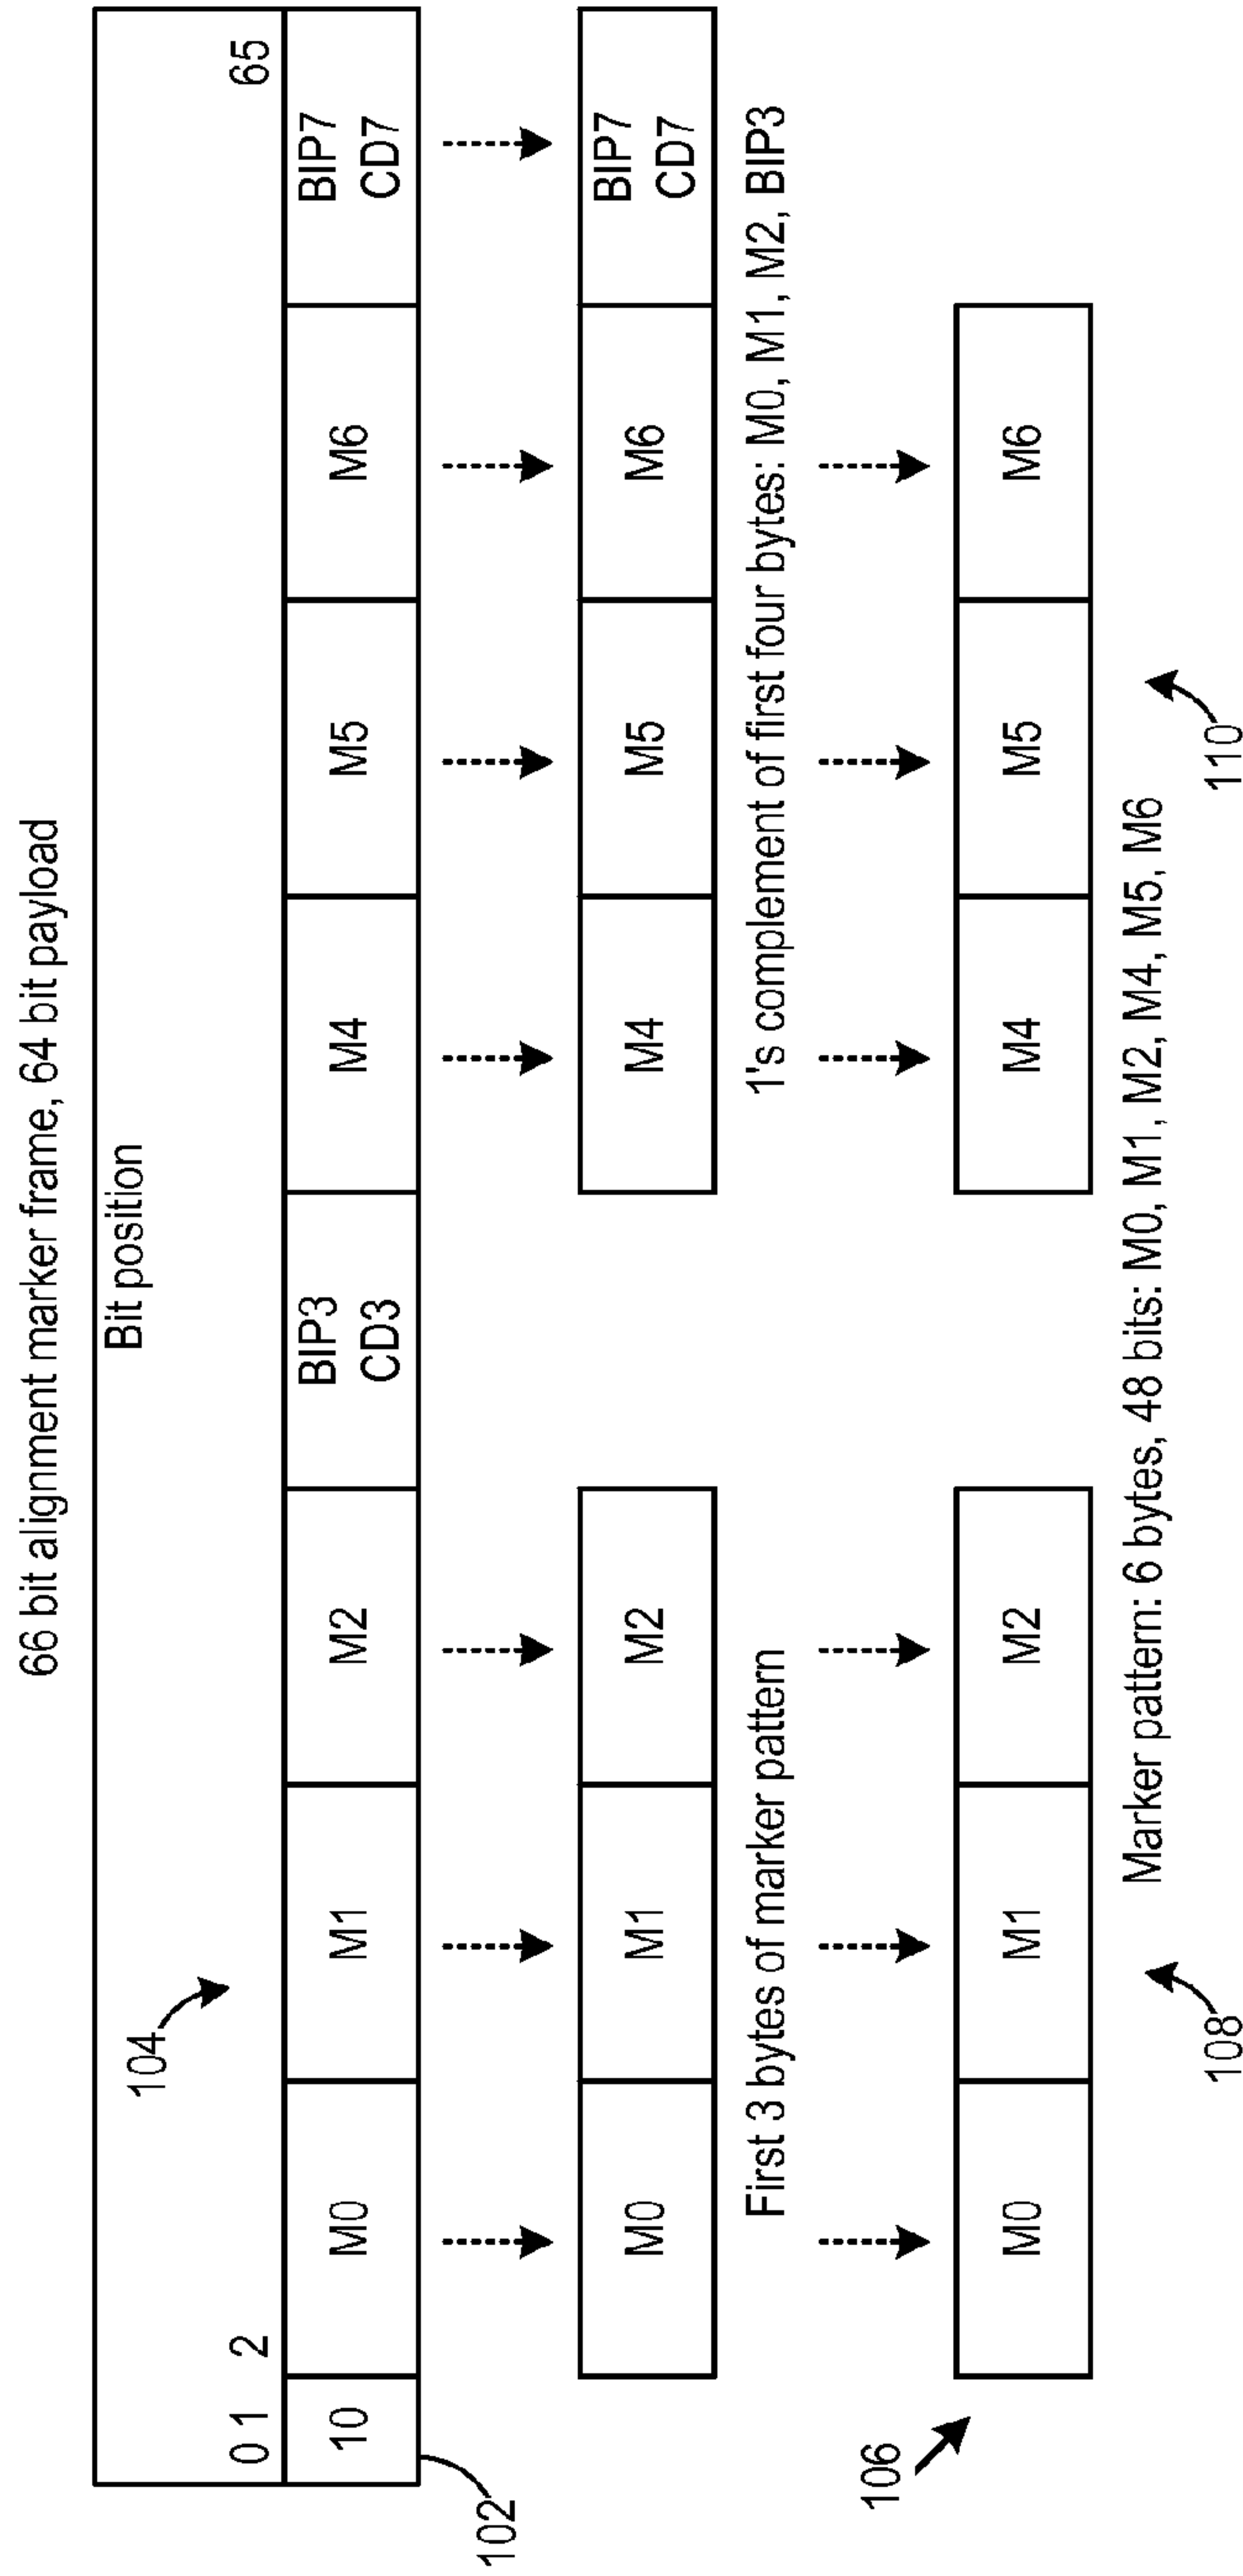 66 bit alignment marker frame, 64 bit payload
Bit position
104
0 1 2 65
10 M0 M1 M2 BIP3 M4 M5 M6 BIP7
CD3 CD7
102
M0 M1 M2 M4 M5 M6 BIP7
CD7
First 3 bytes of marker pattern 1's complement of first four bytes: M0, M1, M2, BIP3
106
M0 M1 M2 M4 M5 M6
Marker pattern: 6 bytes, 48 bits: M0, M1, M2, M4, M5, M6
108 110